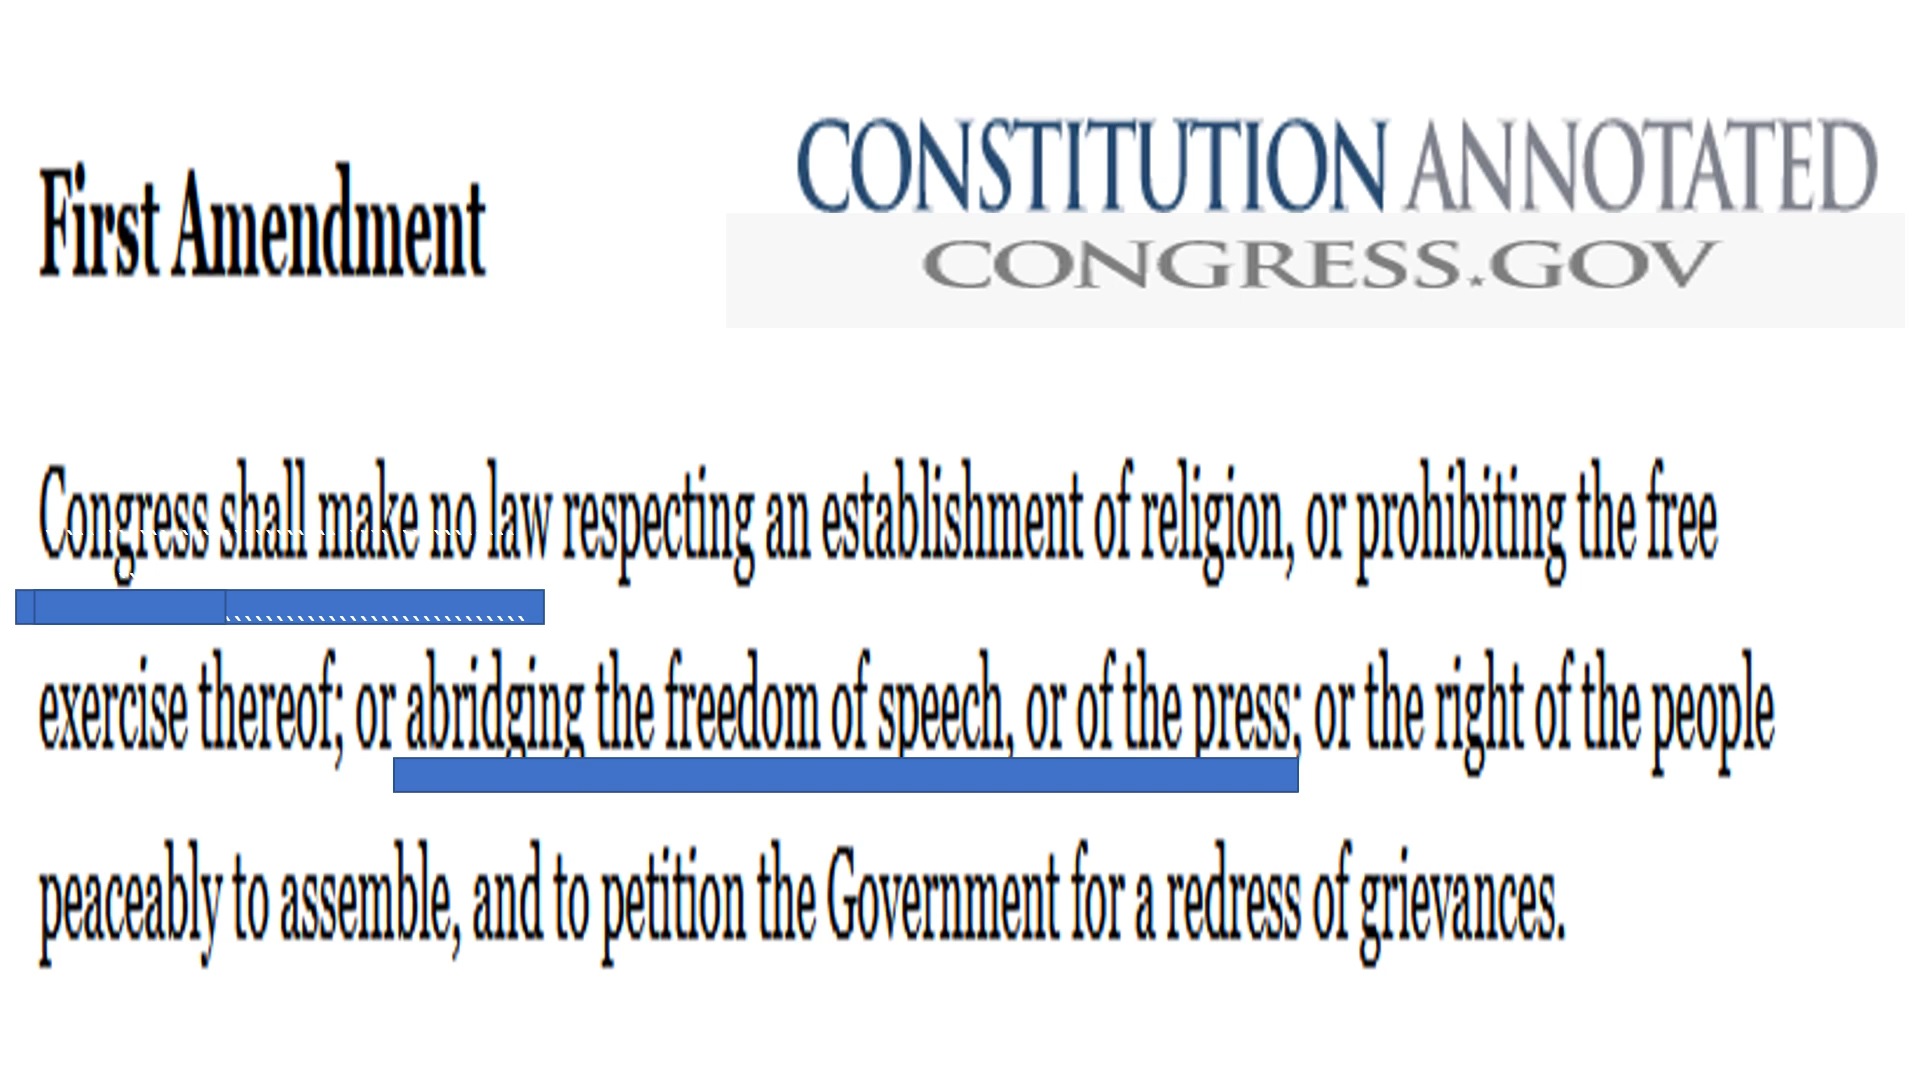 First Amendment
CONSTITUTION ANNOTATED
CONGRESS.GOV
Congress shall make no law respecting an establishment of religion, or prohibiting the free
exercise thereof; or abridging the freedom of speech, or of the press; or the right of the people
peaceably to assemble, and to petition the Government for a redress of grievances.